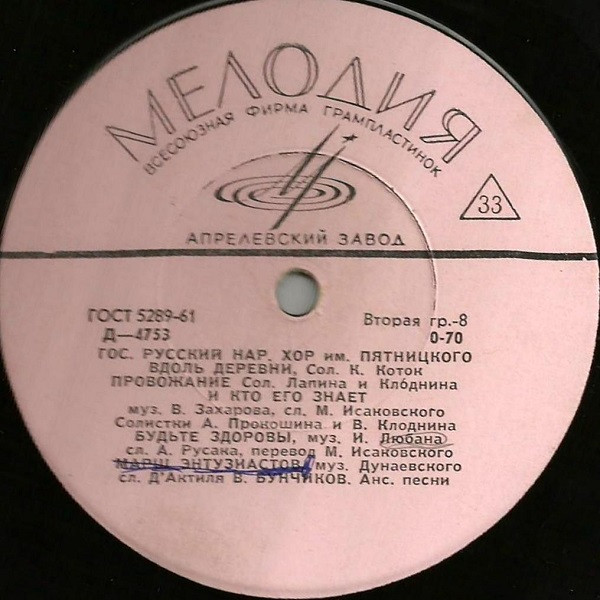 МЕЛОДИЯ
ВСЕСОЮЗНАЯ ФИРМА ГРАМПЛАСТИНОК
33
АПРЕЛЕВСКИЙ ЗАВОД
ГОСТ 5289-61 Вторая гр.-8
Д—4753 0-70
ГОС. РУССКИЙ НАР. ХОР им. ПЯТНИЦКОГО
ВДОЛЬ ДЕРЕВНИ, Сол. К. Коток
ПРОВОЖАНИЕ Сол. Лапина и Клоднина
И КТО ЕГО ЗНАЕТ
муз. В. Захарова, сл. М. Исаковского
Солистки А. Прокошина и В. Клоднина
БУДЬТЕ ЗДОРОВЫ, муз. И. Любана
сл. А. Русака, перевод М. Исаковского
МАРШ ЭНТУЗИАСТОВ, муз. Дунаевского
сл. Д'Актиля В. БУНЧИКОВ. Анс. песни